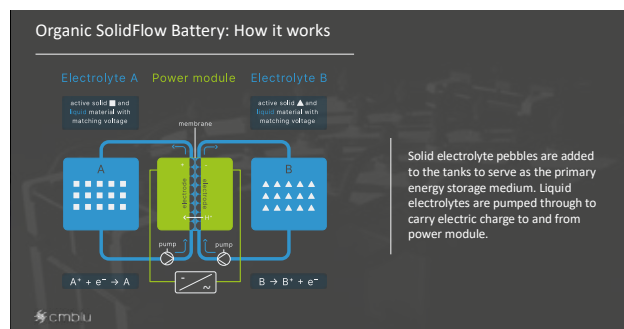 Organic SolidFlow Battery: How it works
Electrolyte A
Power module
Electrolyte B
active solid ■ and
liquid material with
matching voltage
active solid ▲ and
liquid material with
matching voltage
membrane
A
B
+
-
electrode
electrode
pump
pump
A⁺ + e⁻ → A
B → B⁺ + e⁻
Solid electrolyte pebbles are added
to the tanks to serve as the primary
energy storage medium. Liquid
electrolytes are pumped through to
carry electric charge to and from
power module.
cmblu